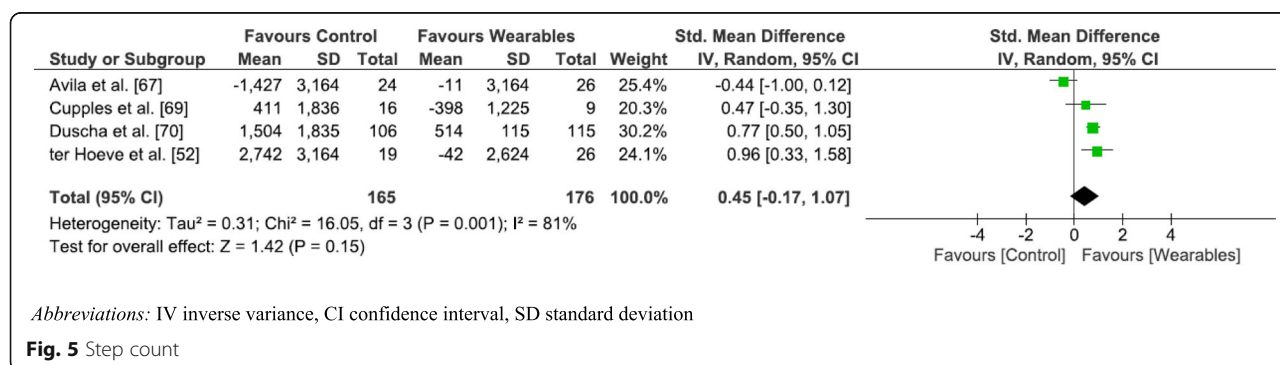 Favours Control Favours Wearables Std. Mean Difference Std. Mean Difference
Study or Subgroup Mean SD Total Mean SD Total Weight IV, Random, 95% CI IV, Random, 95% CI
Avila et al. [67] -1,427 3,164 24 -11 3,164 26 25.4% -0.44 [-1.00, 0.12]
Cupples et al. [69] 411 1,836 16 -398 1,225 9 20.3% 0.47 [-0.35, 1.30]
Duscha et al. [70] 1,504 1,835 106 514 115 115 30.2% 0.77 [0.50, 1.05]
ter Hoeve et al. [52] 2,742 3,164 19 -42 2,624 26 24.1% 0.96 [0.33, 1.58]
Total (95% CI) 165 176 100.0% 0.45 [-0.17, 1.07]
Heterogeneity: Tau² = 0.31; Chi² = 16.05, df = 3 (P = 0.001); I² = 81%
Test for overall effect: Z = 1.42 (P = 0.15)
-4 -2 0 2 4
Favours [Control] Favours [Wearables]
Abbreviations: IV inverse variance, CI confidence interval, SD standard deviation
Fig. 5 Step count